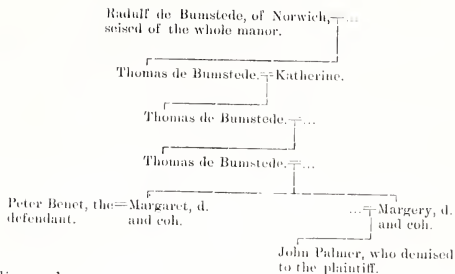 Radulf de Bumstede, of Norwich,=...
seised of the whole manor.
Thomas de Bumstede.=Katherine.
Thomas de Bumstede.=...
Thomas de Bumstede.=...
Peter Benet, the=Margaret, d. ...=Margery, d.
defendant. and coh. and coh.
John Palmer, who demised
to the plaintiff.